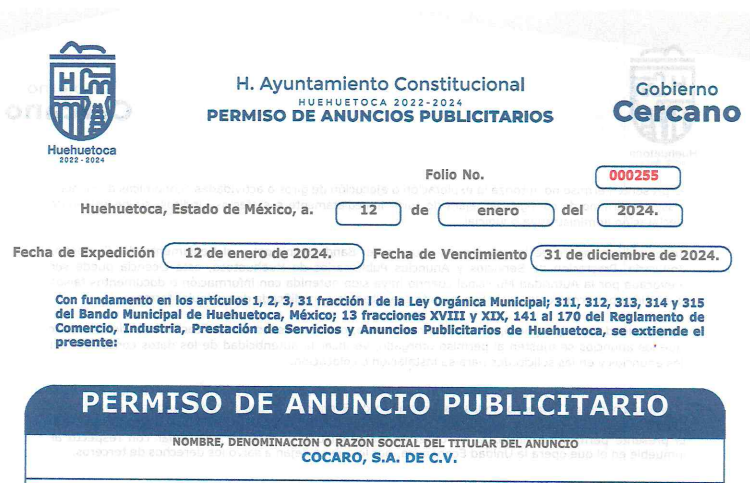 Huehuetoca
2022 - 2024
H. Ayuntamiento Constitucional
HUEHUETOCA 2022-2024
PERMISO DE ANUNCIOS PUBLICITARIOS
Gobierno
Cercano
Folio No. 000255
Huehuetoca, Estado de México, a. 12 de enero del 2024.
Fecha de Expedición 12 de enero de 2024. Fecha de Vencimiento 31 de diciembre de 2024.
Con fundamento en los artículos 1, 2, 3, 31 fracción I de la Ley Orgánica Municipal; 311, 312, 313, 314 y 315
del Bando Municipal de Huehuetoca, México; 13 fracciones XVIII y XIX, 141 al 170 del Reglamento de
Comercio, Industria, Prestación de Servicios y Anuncios Publicitarios de Huehuetoca, se extiende el
presente:
PERMISO DE ANUNCIO PUBLICITARIO
NOMBRE, DENOMINACIÓN O RAZÓN SOCIAL DEL TITULAR DEL ANUNCIO
COCARO, S.A. DE C.V.